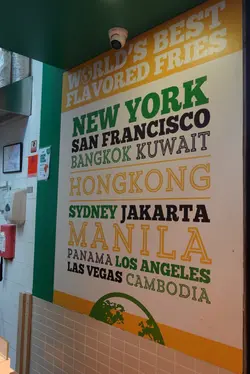 WORLD'S BEST
FLAVORED FRIES
NEW YORK
SAN FRANCISCO
BANGKOK KUWAIT
HONGKONG
SYDNEY JAKARTA
MANILA
PANAMA LOS ANGELES
LAS VEGAS CAMBODIA